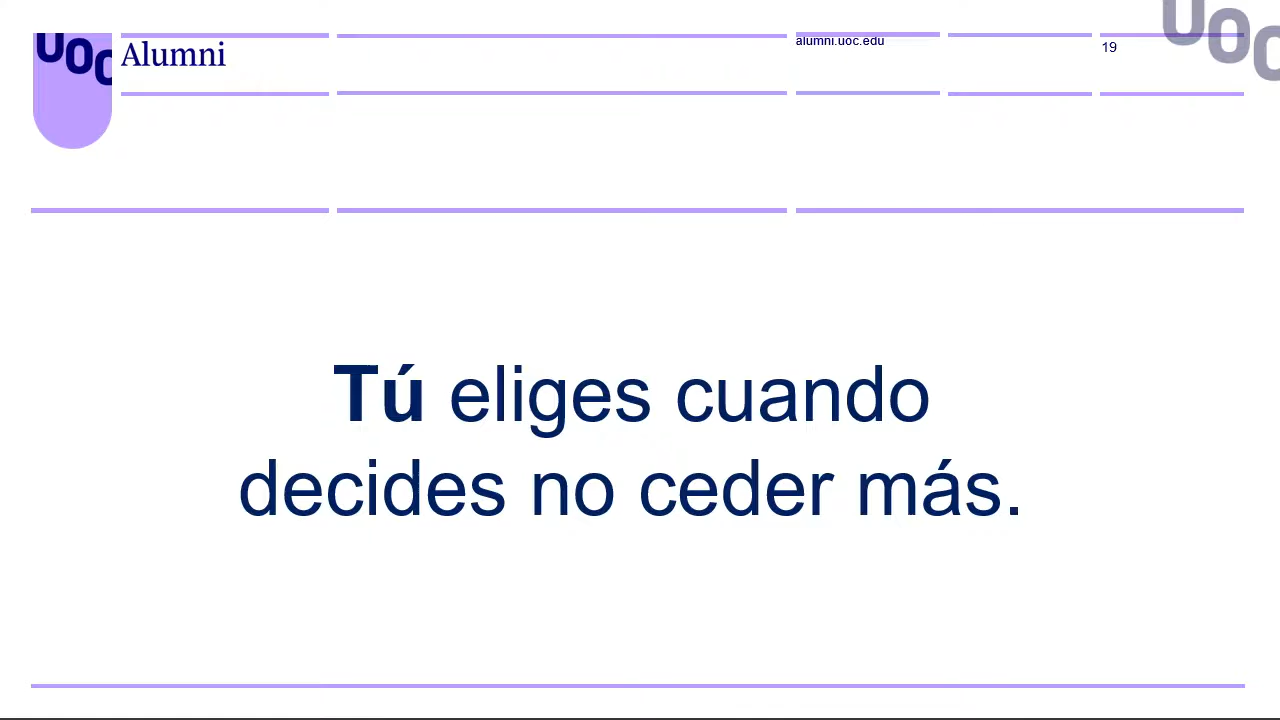 UOC
Alumni
alumni.uoc.edu
19
UOC
Tú eliges cuando
decides no ceder más.